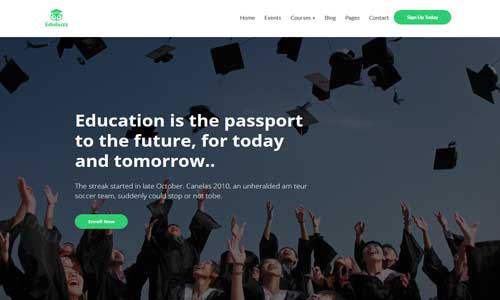 Edubuzz
Home Events Courses Blog Pages Contact Sign Up Today
Education is the passport
to the future, for today
and tomorrow..
The streak started in late October. Canelas 2010, an unheralded am teur
soccer team, suddenly could stop or not tobe.
Enroll Now